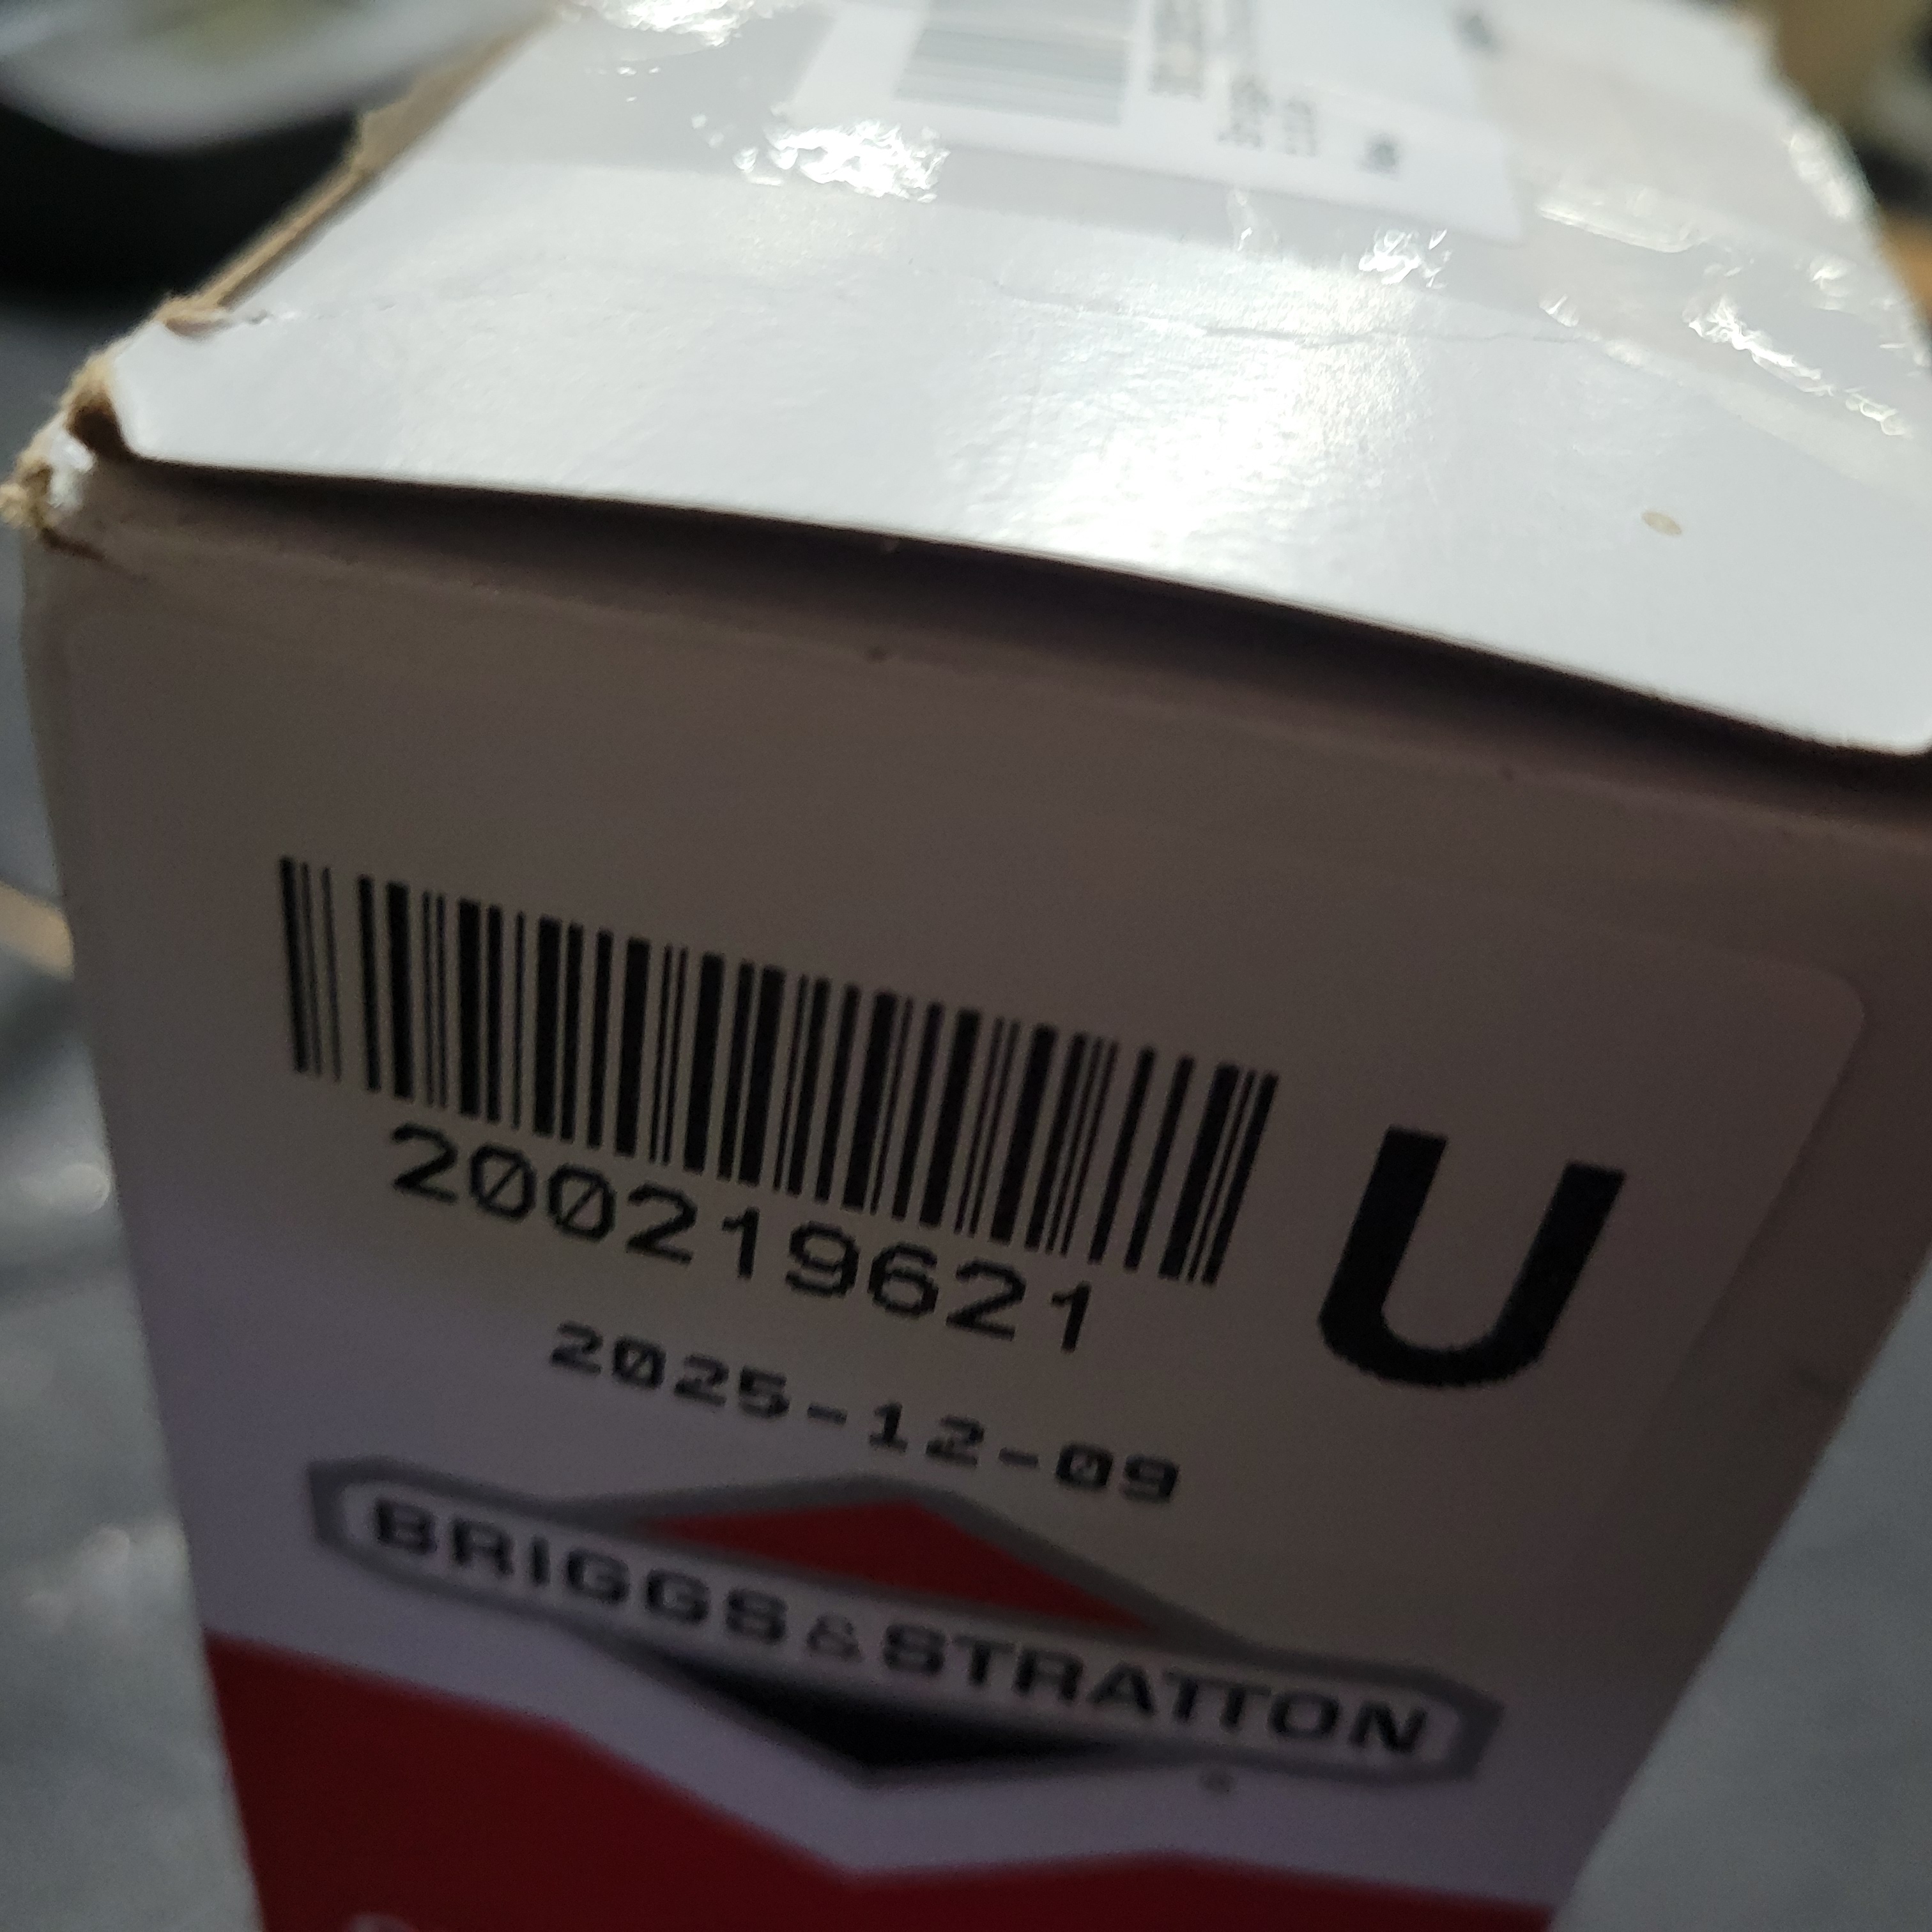 200219621
U
2025-12-09
BRIGGS & STRATTON